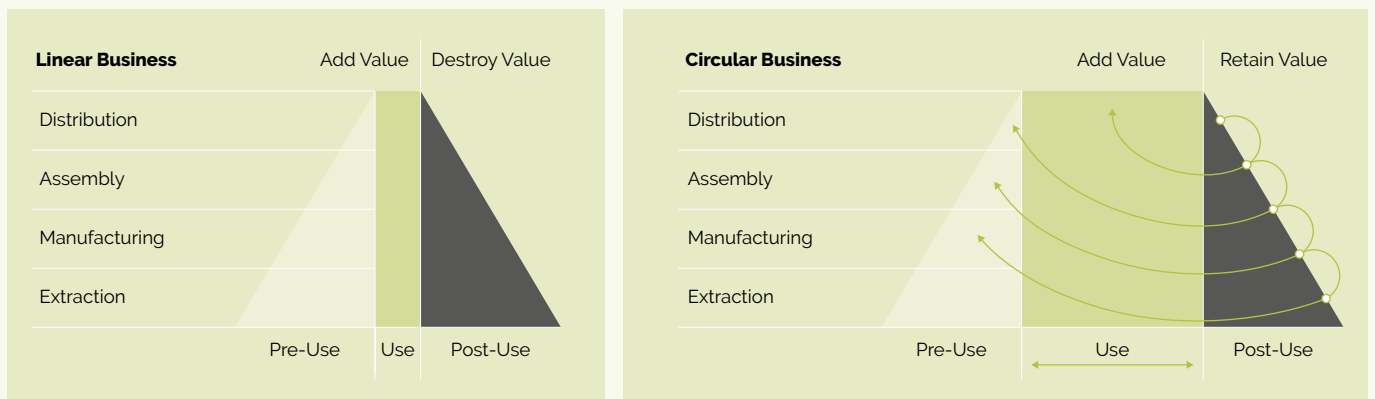 Linear Business Add Value Destroy Value
Distribution
Assembly
Manufacturing
Extraction
Pre-Use Use Post-Use
Circular Business Add Value Retain Value
Distribution
Assembly
Manufacturing
Extraction
Pre-Use Use Post-Use